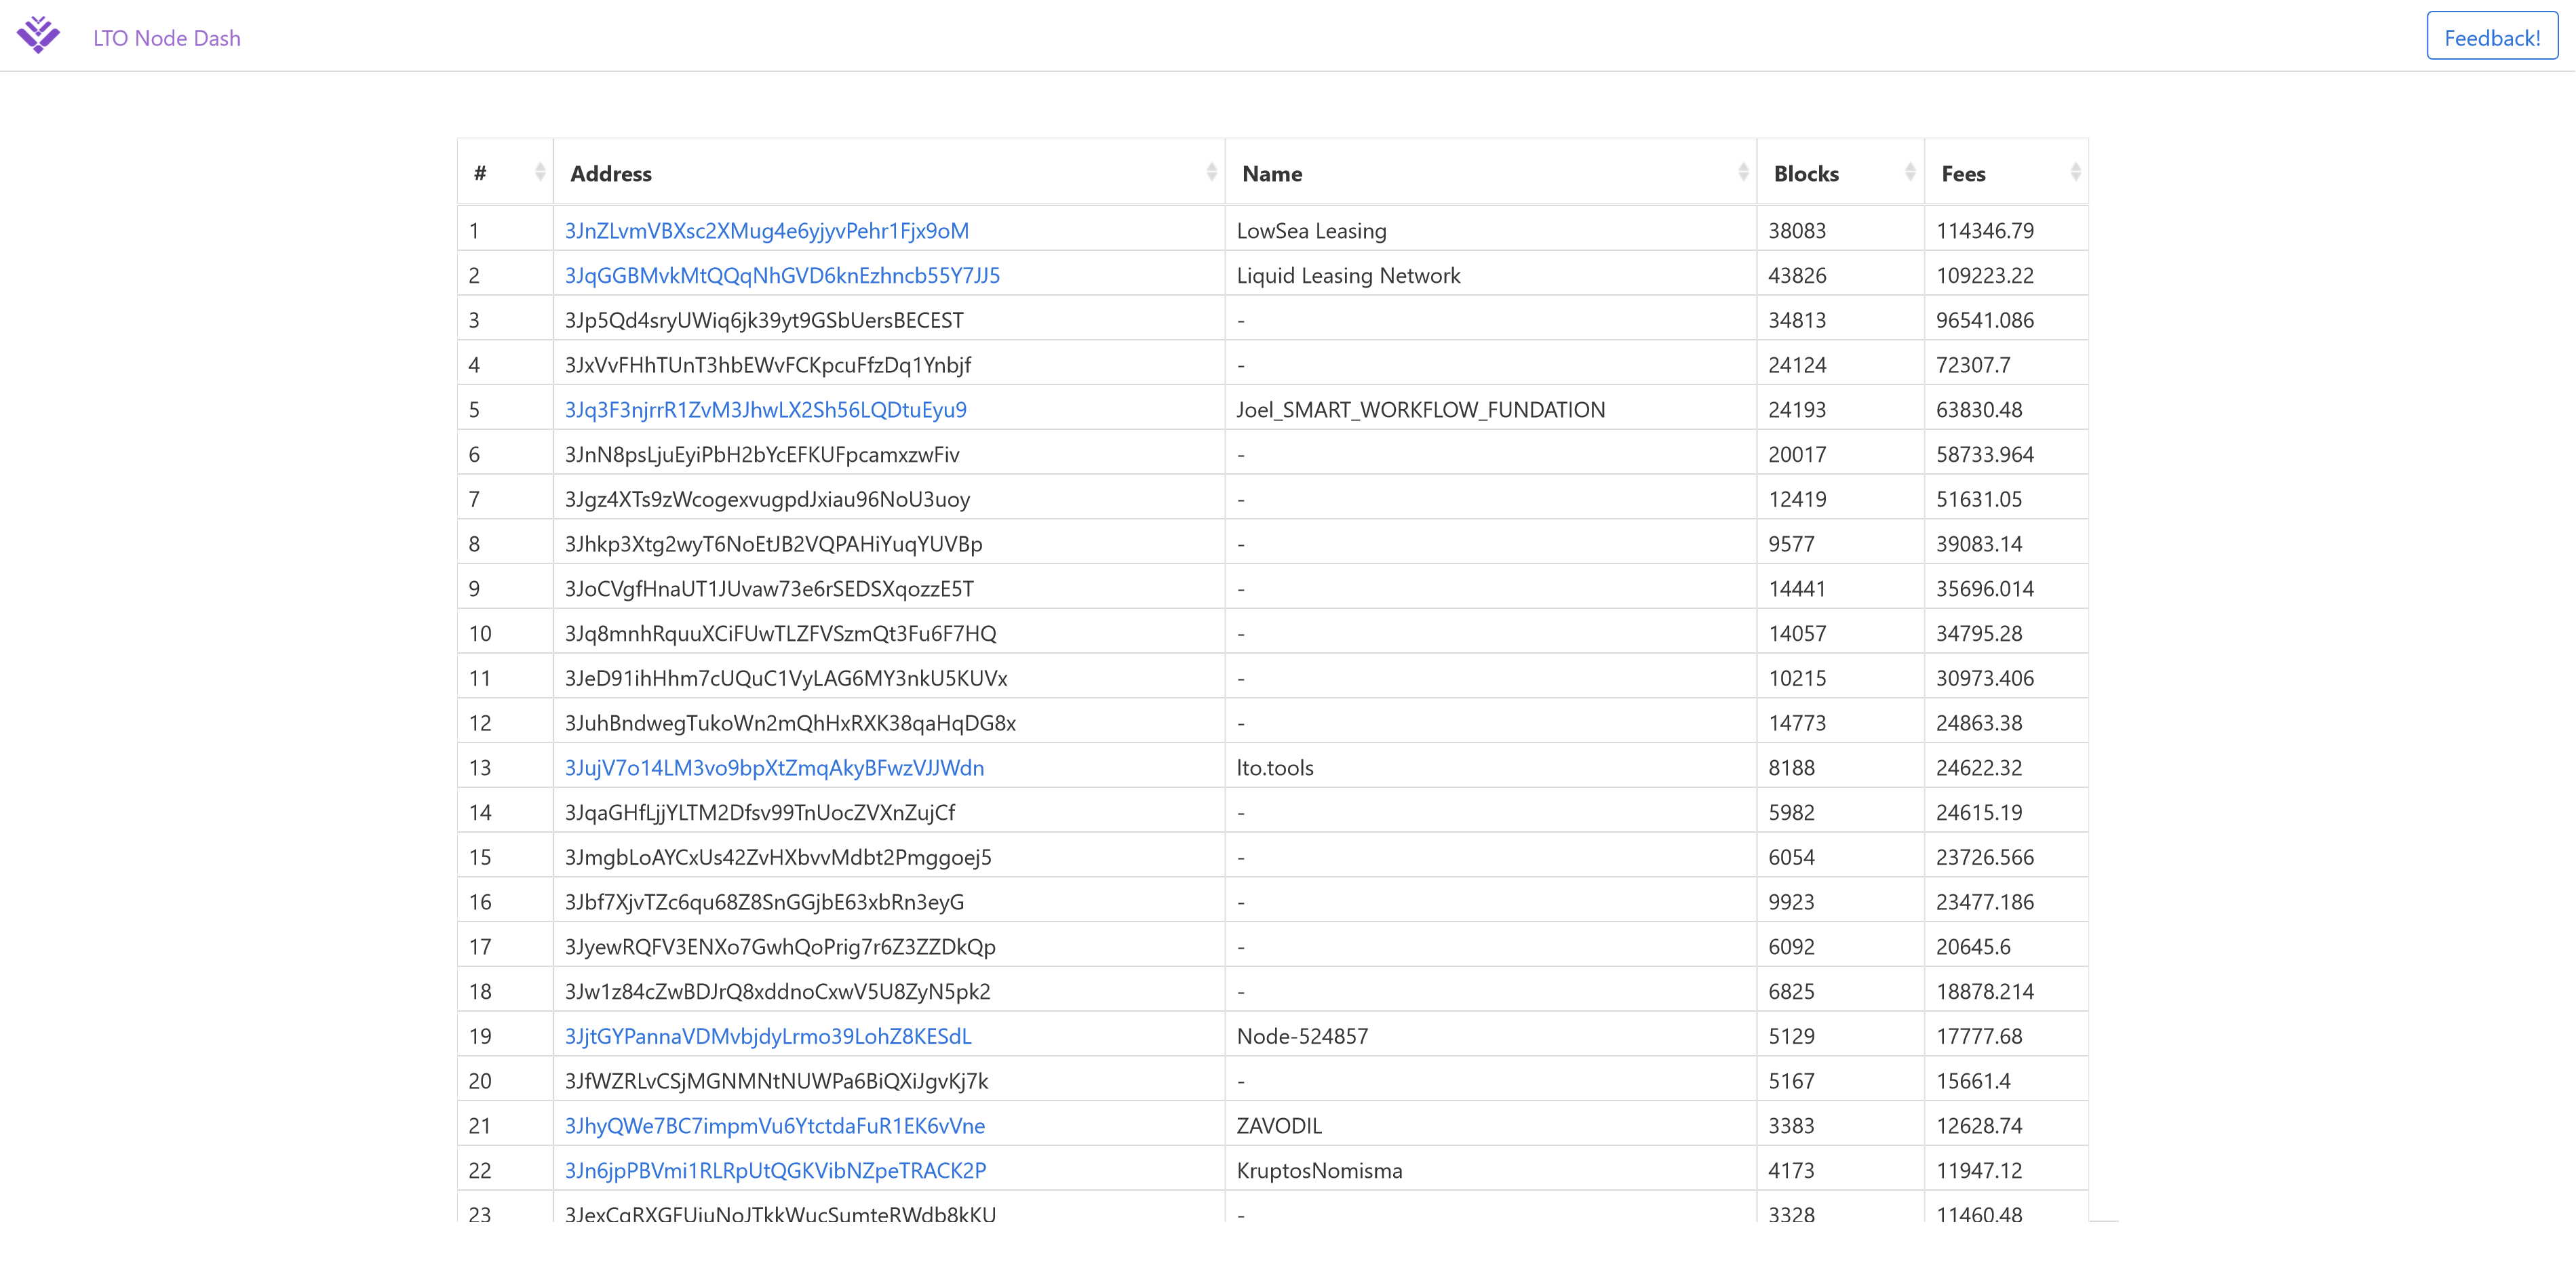 LTO Node Dash
Feedback!
# Address Name Blocks Fees
1 3JnZLvmVBXsc2XMug4e6yjyvPehr1Fjx9oM LowSea Leasing 38083 114346.79
2 3JqGGBMvkMtQQqNhGVD6knEzhncb55Y7JJ5 Liquid Leasing Network 43826 109223.22
3 3Jp5Qd4sryUWiq6jk39yt9GSbUersBECEST - 34813 96541.086
4 3JxVvFHhTUnT3hbEWvFCKpcuFfzDq1Ynbjf - 24124 72307.7
5 3Jq3F3njrrR1ZvM3JhwLX2Sh56LQDtuEyu9 Joel_SMART_WORKFLOW_FUNDATION 24193 63830.48
6 3JnN8psLjuEyiPbH2bYcEFKUFpcamxzwFiv - 20017 58733.964
7 3Jgz4XTs9zWcogexvugpdJxiau96NoU3uoy - 12419 51631.05
8 3Jhkp3Xtg2wyT6NoEtJB2VQPAHiYuqYUVBp - 9577 39083.14
9 3JoCVgfHnaUT1JUvaw73e6rSEDSXqozzE5T - 14441 35696.014
10 3Jq8mnhRquuXCiFUwTLZFVSzmQt3Fu6F7HQ - 14057 34795.28
11 3JeD91ihHhm7cUQuC1VyLAG6MY3nkU5KUVx - 10215 30973.406
12 3JuhBndwegTukoWn2mQhHxRXK38qaHqDG8x - 14773 24863.38
13 3JujV7o14LM3vo9bpXtZmqAkyBFwzVJJWdn lto.tools 8188 24622.32
14 3JqaGHfLjjYLTM2Dfsv99TnUocZVXnZujCf - 5982 24615.19
15 3JmgbLoAYCxUs42ZvHXbvvMdbt2Pmggoej5 - 6054 23726.566
16 3Jbf7XjvTZc6qu68Z8SnGGjbE63xbRn3eyG - 9923 23477.186
17 3JyewRQFV3ENXo7GwhQoPrig7r6Z3ZZDkQp - 6092 20645.6
18 3Jw1z84cZwBDJrQ8xddnoCxwV5U8ZyN5pk2 - 6825 18878.214
19 3JjtGYPannaVDMvbjdyLrmo39LohZ8KESdL Node-524857 5129 17777.68
20 3JfWZRLvCSjMGNMNtNUWPa6BiQXiJgvKj7k - 5167 15661.4
21 3JhyQWe7BC7impmVu6YtctdaFuR1EK6vVne ZAVODIL 3383 12628.74
22 3Jn6jpPBVmi1RLRpUtQGKVibNZpeTRACK2P KruptosNomisma 4173 11947.12
23 - 3328 11460.48